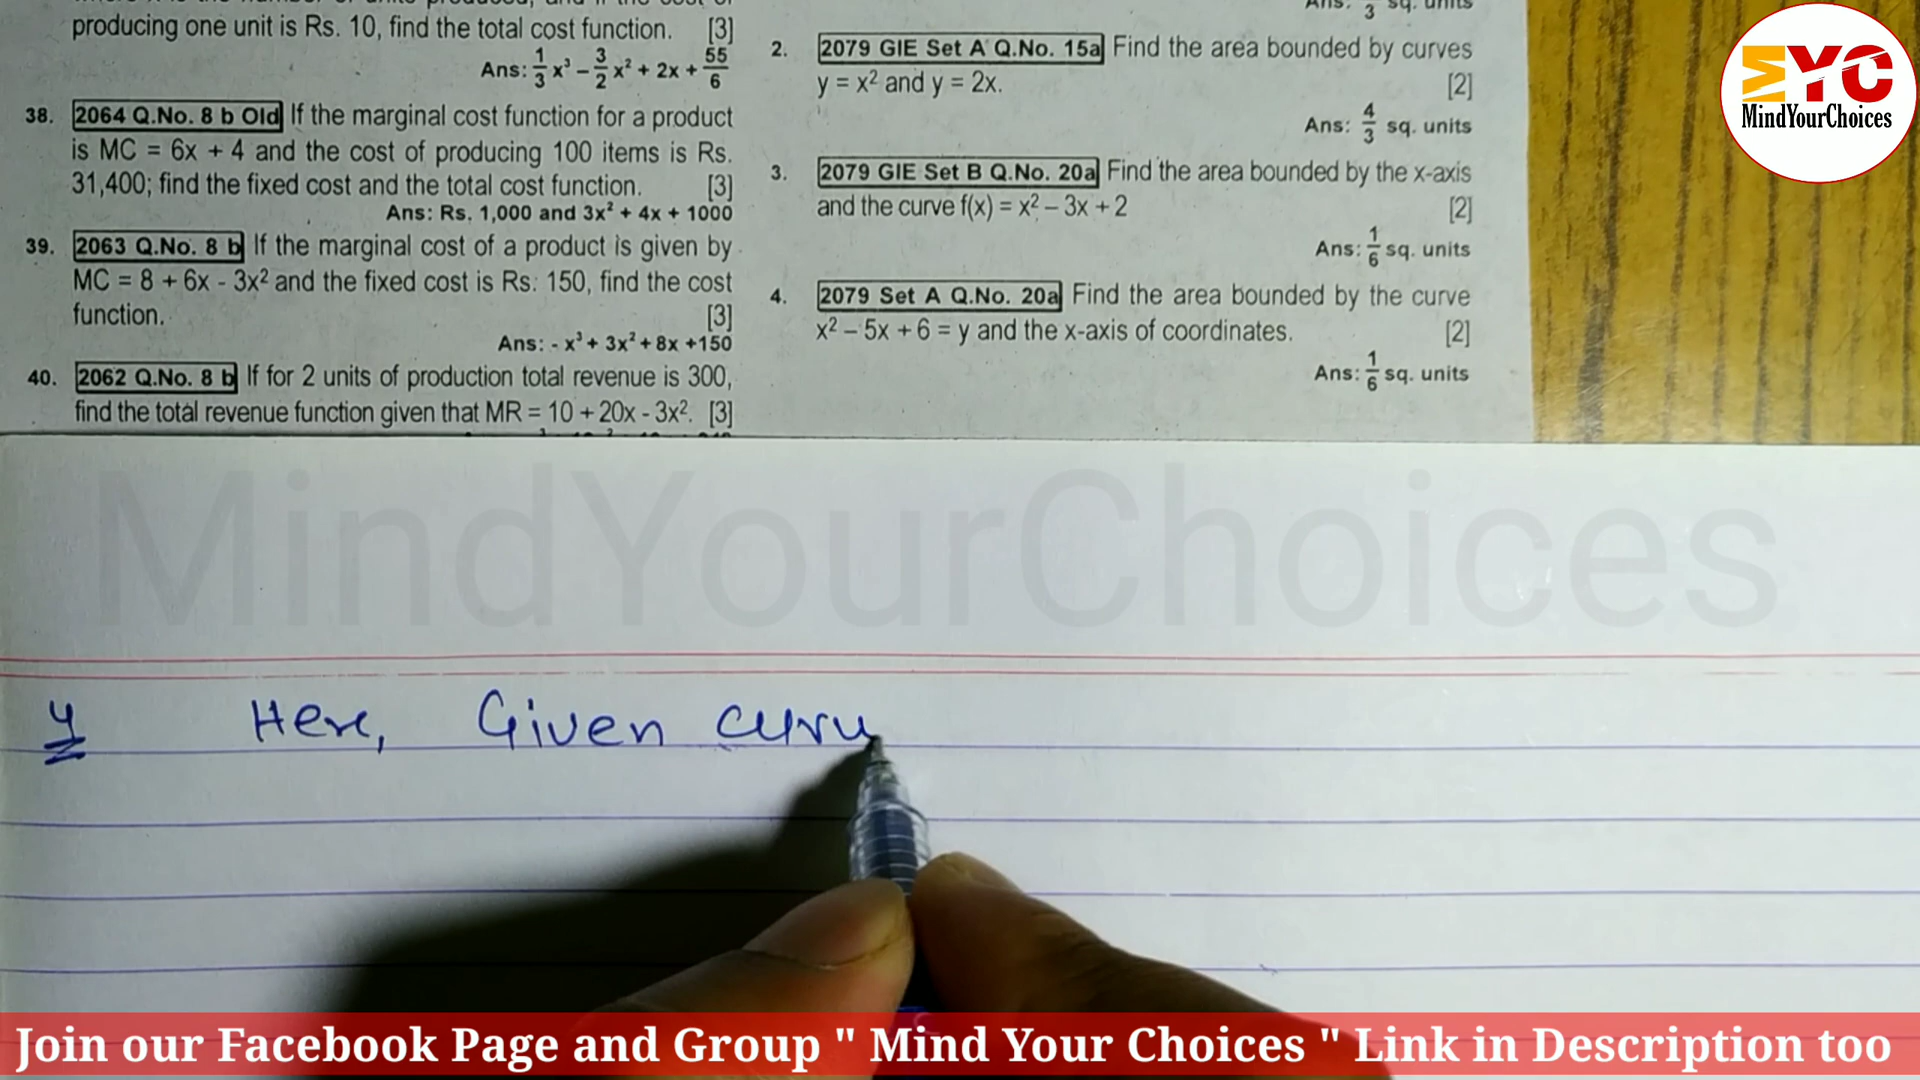 producing one unit is Rs. 10, find the total cost function. [3]
Ans: 1/3 x³ – 3/2 x² + 2x + 55/6
38. 2064 Q.No. 8 b Old If the marginal cost function for a product
is MC = 6x + 4 and the cost of producing 100 items is Rs.
31,400; find the fixed cost and the total cost function. [3]
Ans: Rs. 1,000 and 3x² + 4x + 1000
39. 2063 Q.No. 8 b If the marginal cost of a product is given by
MC = 8 + 6x - 3x² and the fixed cost is Rs. 150, find the cost
function. [3]
Ans: - x³ + 3x² + 8x +150
40. 2062 Q.No. 8 b If for 2 units of production total revenue is 300,
find the total revenue function given that MR = 10 + 20x - 3x². [3]
Ans: /3 sq. units
2. 2079 GIE Set A Q.No. 15a Find the area bounded by curves
y = x² and y = 2x. [2]
Ans: 4/3 sq. units
3. 2079 GIE Set B Q.No. 20a Find the area bounded by the x-axis
and the curve f(x) = x² – 3x + 2 [2]
Ans: 1/6 sq. units
4. 2079 Set A Q.No. 20a Find the area bounded by the curve
x² – 5x + 6 = y and the x-axis of coordinates. [2]
Ans: 1/6 sq. units
MYC
MindYourChoices
MindYourChoices
4 Here, Given curv
Join our Facebook Page and Group " Mind Your Choices " Link in Description too